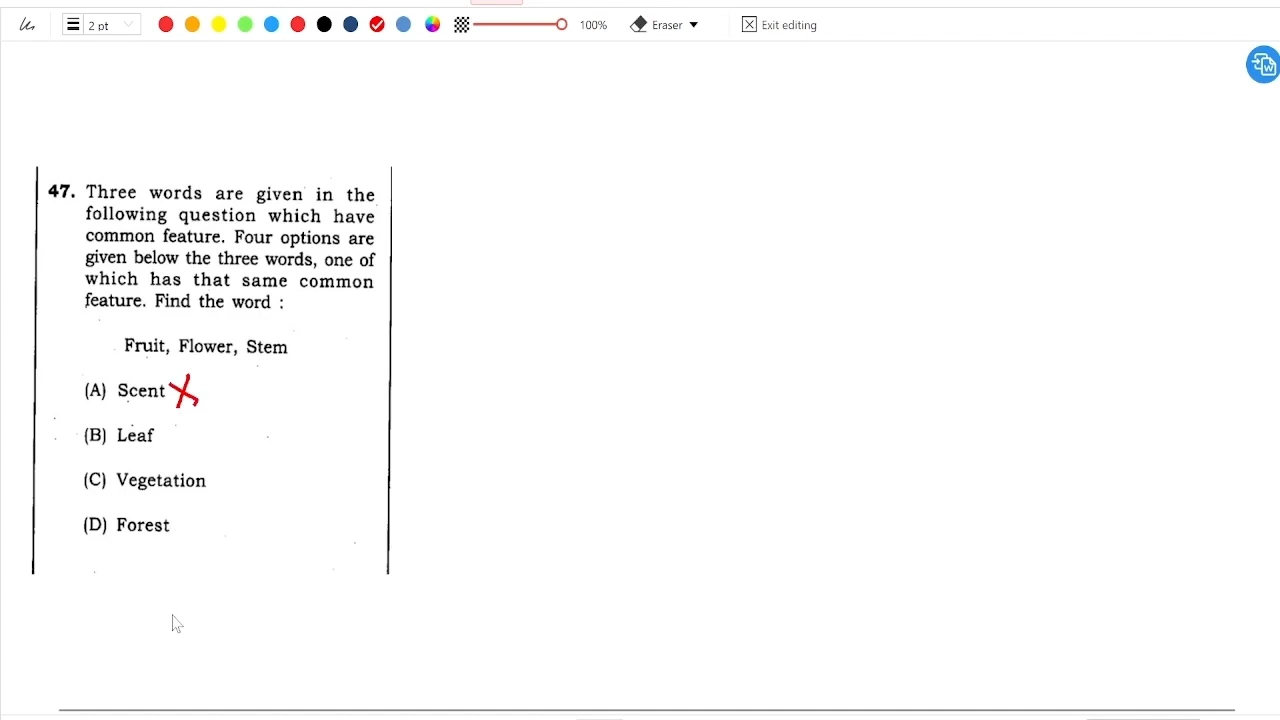 2 pt
100%
Eraser
Exit editing
47. Three words are given in the
following question which have
common feature. Four options are
given below the three words, one of
which has that same common
feature. Find the word :
Fruit, Flower, Stem
(A) Scent
(B) Leaf
(C) Vegetation
(D) Forest